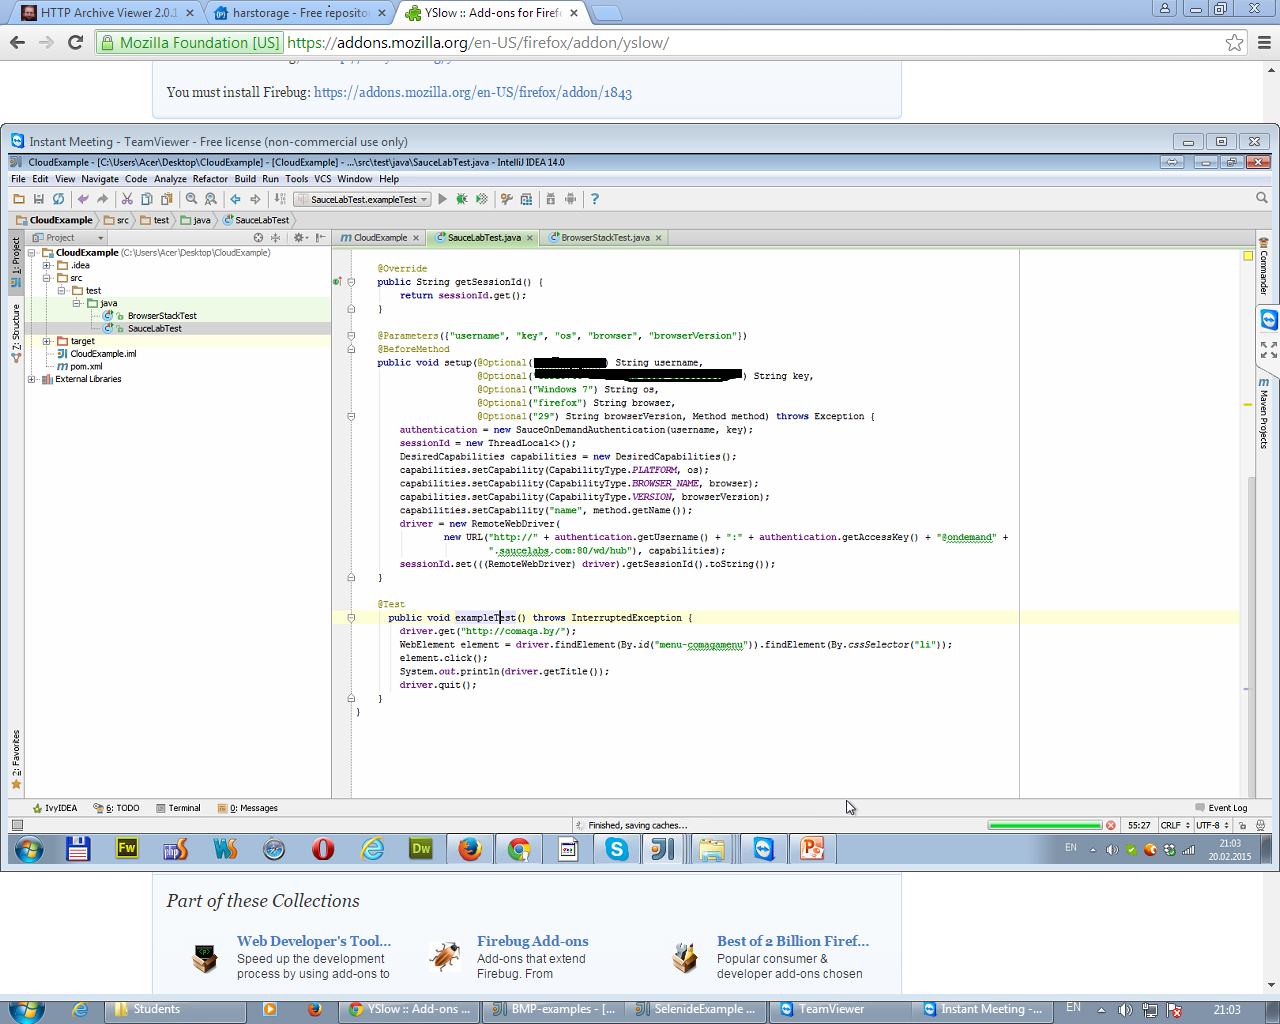 HTTP Archive Viewer 2.0.1
harstorage - Free reposito
YSlow :: Add-ons for Firef
Mozilla Foundation [US] https://addons.mozilla.org/en-US/firefox/addon/yslow/
You must install Firebug: https://addons.mozilla.org/en-US/firefox/addon/1843
Instant Meeting - TeamViewer - Free license (non-commercial use only)
CloudExample - [C:\Users\Acer\Desktop\CloudExample] - [CloudExample] - ...\src\test\java\SauceLabTest.java - IntelliJ IDEA 14.0
File Edit View Navigate Code Analyze Refactor Build Run Tools VCS Window Help
SauceLabTest.exampleTest
CloudExample src test java SauceLabTest
Project
CloudExample
SauceLabTest.java
BrowserStackTest.java
1: Project
Z: Structure
2: Favorites
CloudExample (C:\Users\Acer\Desktop\CloudExample)
.idea
src
test
java
BrowserStackTest
SauceLabTest
target
CloudExample.iml
pom.xml
External Libraries
@Override
public String getSessionId() {
return sessionId.get();
}
@Parameters({"username", "key", "os", "browser", "browserVersion"})
@BeforeMethod
public void setup(@Optional( ) String username,
@Optional( ) String key,
@Optional("Windows 7") String os,
@Optional("firefox") String browser,
@Optional("29") String browserVersion, Method method) throws Exception {
authentication = new SauceOnDemandAuthentication(username, key);
sessionId = new ThreadLocal<>();
DesiredCapabilities capabilities = new DesiredCapabilities();
capabilities.setCapability(CapabilityType.PLATFORM, os);
capabilities.setCapability(CapabilityType.BROWSER_NAME, browser);
capabilities.setCapability(CapabilityType.VERSION, browserVersion);
capabilities.setCapability("name", method.getName());
driver = new RemoteWebDriver(
new URL("http://" + authentication.getUsername() + ":" + authentication.getAccessKey() + "@ondemand" +
".saucelabs.com:80/wd/hub"), capabilities);
sessionId.set(((RemoteWebDriver) driver).getSessionId().toString());
}
@Test
public void exampleTest() throws InterruptedException {
driver.get("http://comaqa.by/");
WebElement element = driver.findElement(By.id("menu-comaqamenu")).findElement(By.cssSelector("li"));
element.click();
System.out.println(driver.getTitle());
driver.quit();
}
}
Commander
Maven Projects
IvyIDEA
6: TODO
Terminal
0: Messages
Event Log
Finished, saving caches...
55:27 CRLF UTF-8
EN
21:03
20.02.2015
Part of these Collections
Web Developer's Tool...
Speed up the development
process by using add-ons to
Firebug Add-ons
Add-ons that extend
Firebug. From
Best of 2 Billion Firef...
Popular consumer &
developer add-ons chosen
Students
YSlow :: Add-ons ...
BMP-examples - [...
SelenideExample ...
TeamViewer
Instant Meeting -...
EN
21:03